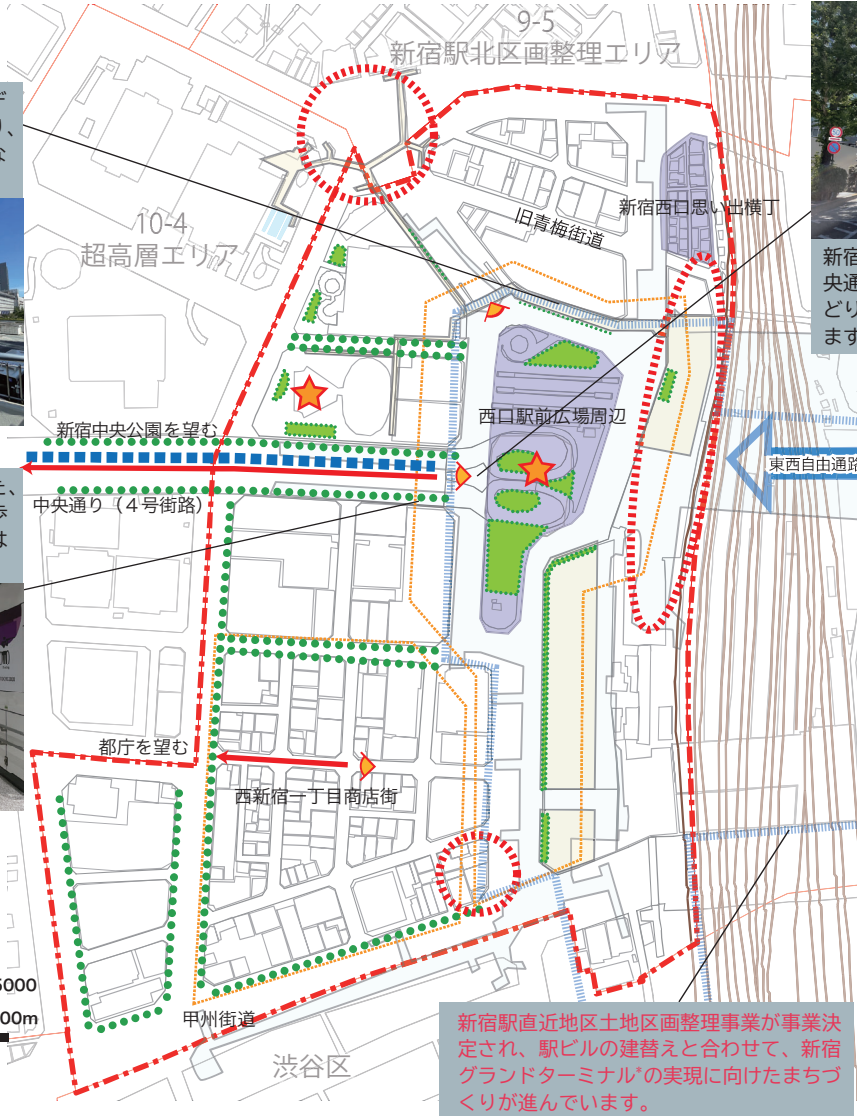 9-5
新宿駅北区画整理エリア
10-4
超高層エリア
旧青梅街道
新宿西口思い出横丁
新宿
央通
どり
ます
西口駅前広場周辺
新宿中央公園を望む
東西自由通路
中央通り（4号街路）
都庁を望む
西新宿一丁目商店街
5000
00m
甲州街道
渋谷区
新宿駅直近地区土地区画整理事業が事業決
定され、駅ビルの建替えと合わせて、新宿
グランドターミナル*の実現に向けたまちづ
くりが進んでいます。